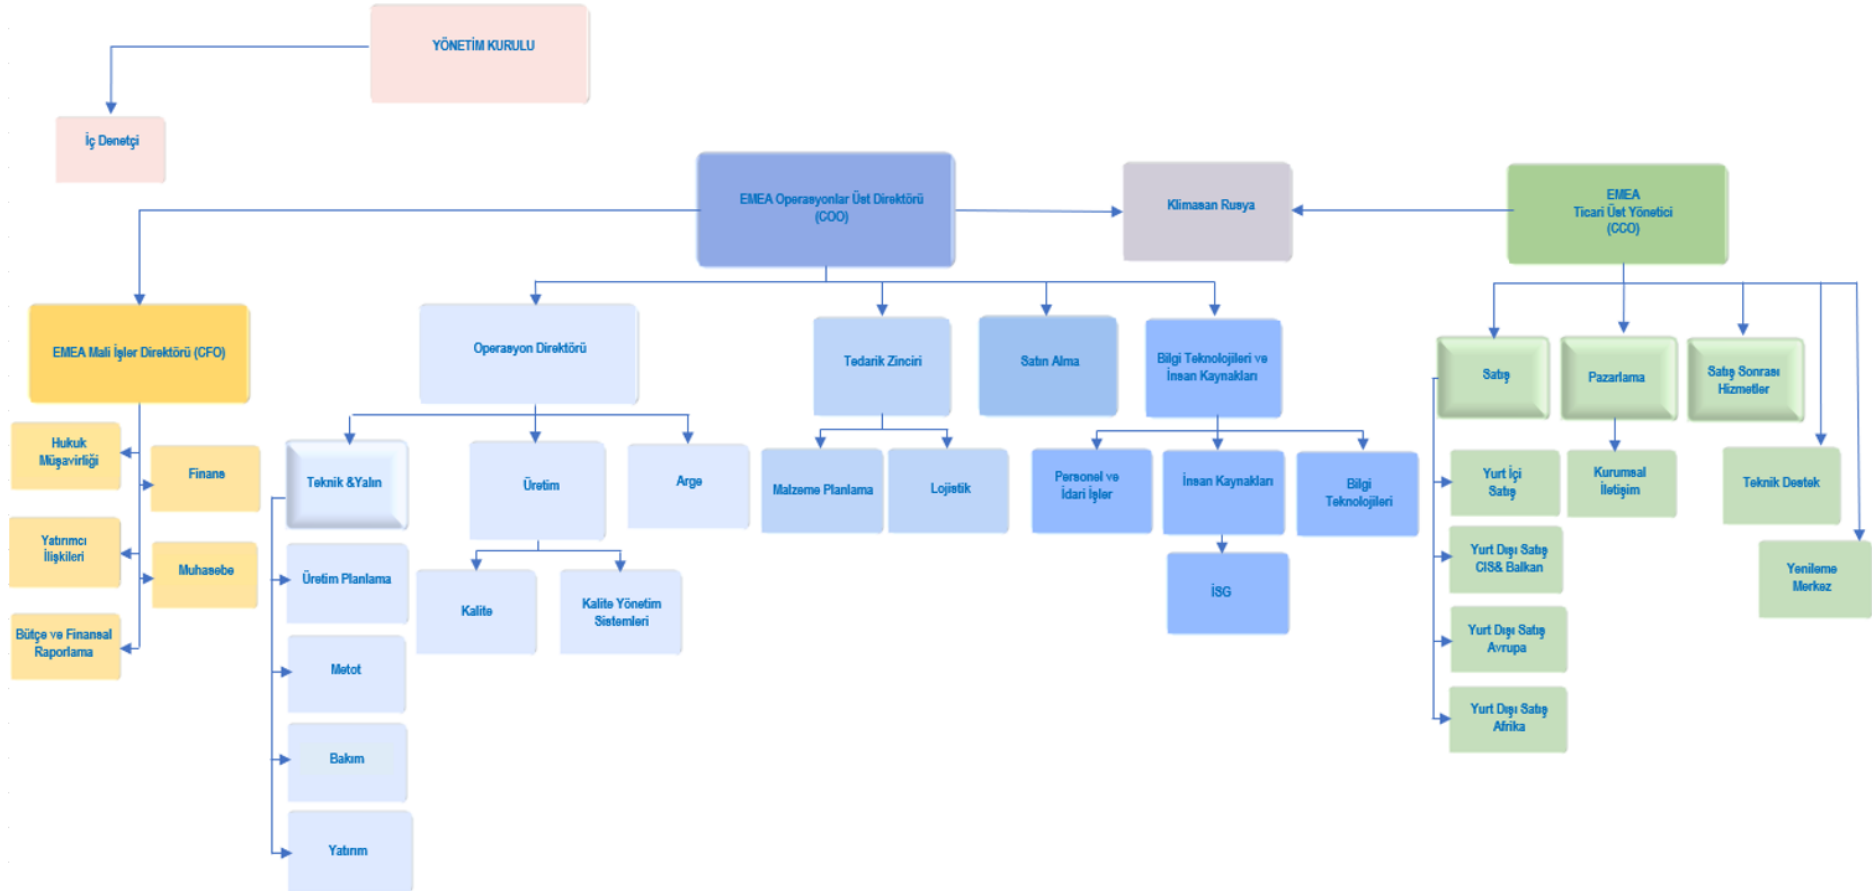 YÖNETİM KURULU
İç Denetçi
EMEA Operasyonlar Üst Direktörü
(COO)
Klimasan Rusya
EMEA
Ticari Üst Yönetici
(CCO)
EMEA Mali İşler Direktörü (CFO)
Operasyon Direktörü
Tedarik Zinciri
Satın Alma
Bilgi Teknolojileri ve
İnsan Kaynakları
Satış
Pazarlama
Satış Sonrası
Hizmetler
Hukuk
Müşavirliği
Finans
Yatırımcı
İlişkileri
Muhasebe
Bütçe ve Finansal
Raporlama
Teknik &Yalın
Üretim
Arge
Malzeme Planlama
Lojistik
Personel ve
İdari İşler
İnsan Kaynakları
Bilgi
Teknolojileri
Yurt İçi
Satış
Kurumsal
İletişim
Teknik Destek
Üretim Planlama
Kalite
Kalite Yönetim
Sistemleri
İSG
Yurt Dışı Satış
CIS& Balkan
Yenileme
Merkez
Metot
Yurt Dışı Satış
Avrupa
Bakım
Yurt Dışı Satış
Afrika
Yatırım